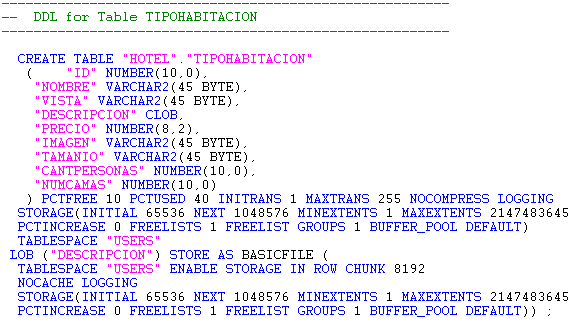 --------------------------------------------------------
--  DDL for Table TIPOHABITACION
--------------------------------------------------------
CREATE TABLE "HOTEL"."TIPOHABITACION"
(    "ID" NUMBER(10,0),
"NOMBRE" VARCHAR2(45 BYTE),
"VISTA" VARCHAR2(45 BYTE),
"DESCRIPCION" CLOB,
"PRECIO" NUMBER(8,2),
"IMAGEN" VARCHAR2(45 BYTE),
"TAMANIO" VARCHAR2(45 BYTE),
"CANTPERSONAS" NUMBER(10,0),
"NUMCAMAS" NUMBER(10,0)
) PCTFREE 10 PCTUSED 40 INITRANS 1 MAXTRANS 255 NOCOMPRESS LOGGING
STORAGE(INITIAL 65536 NEXT 1048576 MINEXTENTS 1 MAXEXTENTS 2147483645
PCTINCREASE 0 FREELISTS 1 FREELIST GROUPS 1 BUFFER_POOL DEFAULT)
TABLESPACE "USERS"
LOB ("DESCRIPCION") STORE AS BASICFILE (
TABLESPACE "USERS" ENABLE STORAGE IN ROW CHUNK 8192
NOCACHE LOGGING
STORAGE(INITIAL 65536 NEXT 1048576 MINEXTENTS 1 MAXEXTENTS 2147483645
PCTINCREASE 0 FREELISTS 1 FREELIST GROUPS 1 BUFFER_POOL DEFAULT)) ;